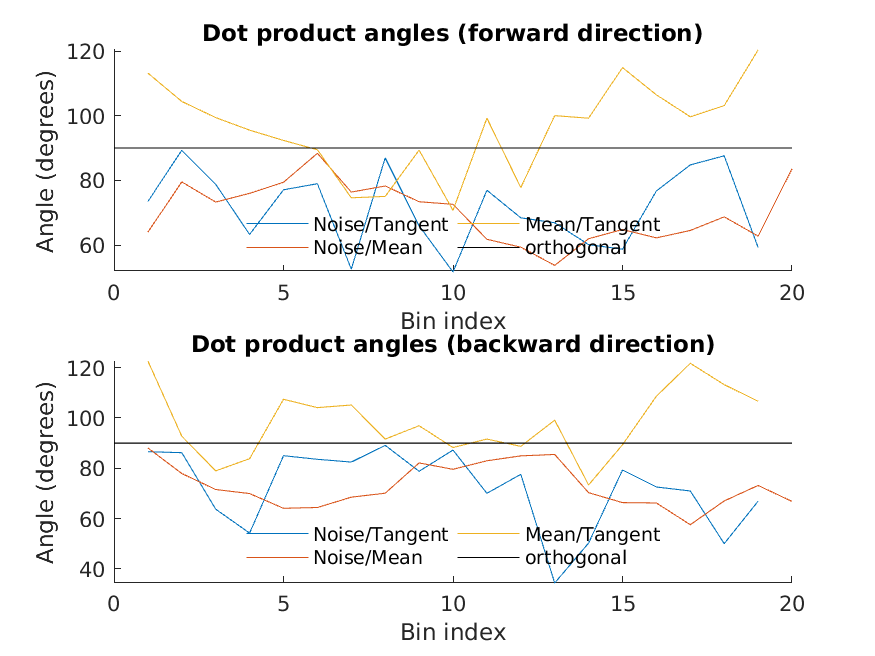 Dot product angles (forward direction)
120
100
80
60
Angle (degrees)
Noise/Tangent Mean/Tangent
Noise/Mean orthogonal
0 5 10 15 20
Bin index
Dot product angles (backward direction)
120
100
80
60
40
Angle (degrees)
Noise/Tangent Mean/Tangent
Noise/Mean orthogonal
0 5 10 15 20
Bin index